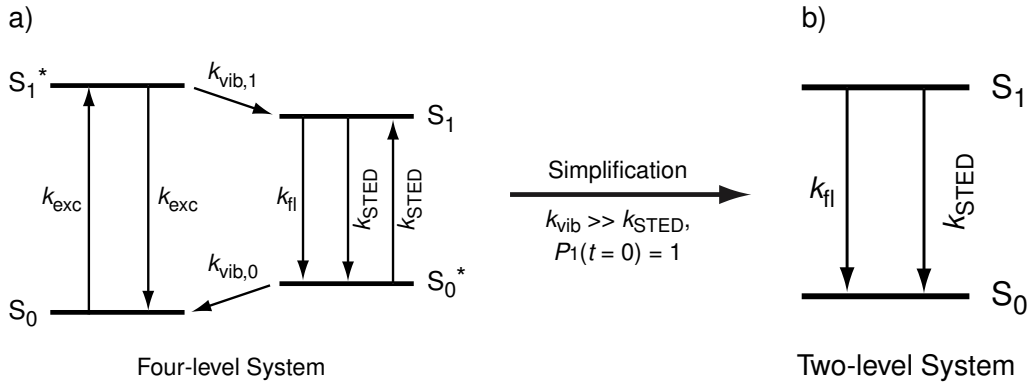 a)
S1*
kvib,1
S1
kexc
kexc
kfl
kSTED
kSTED
kvib,0
S0
S0*
Four-level System
Simplification
kvib >> kSTED,
P1(t = 0) = 1
b)
S1
kfl
kSTED
S0
Two-level System